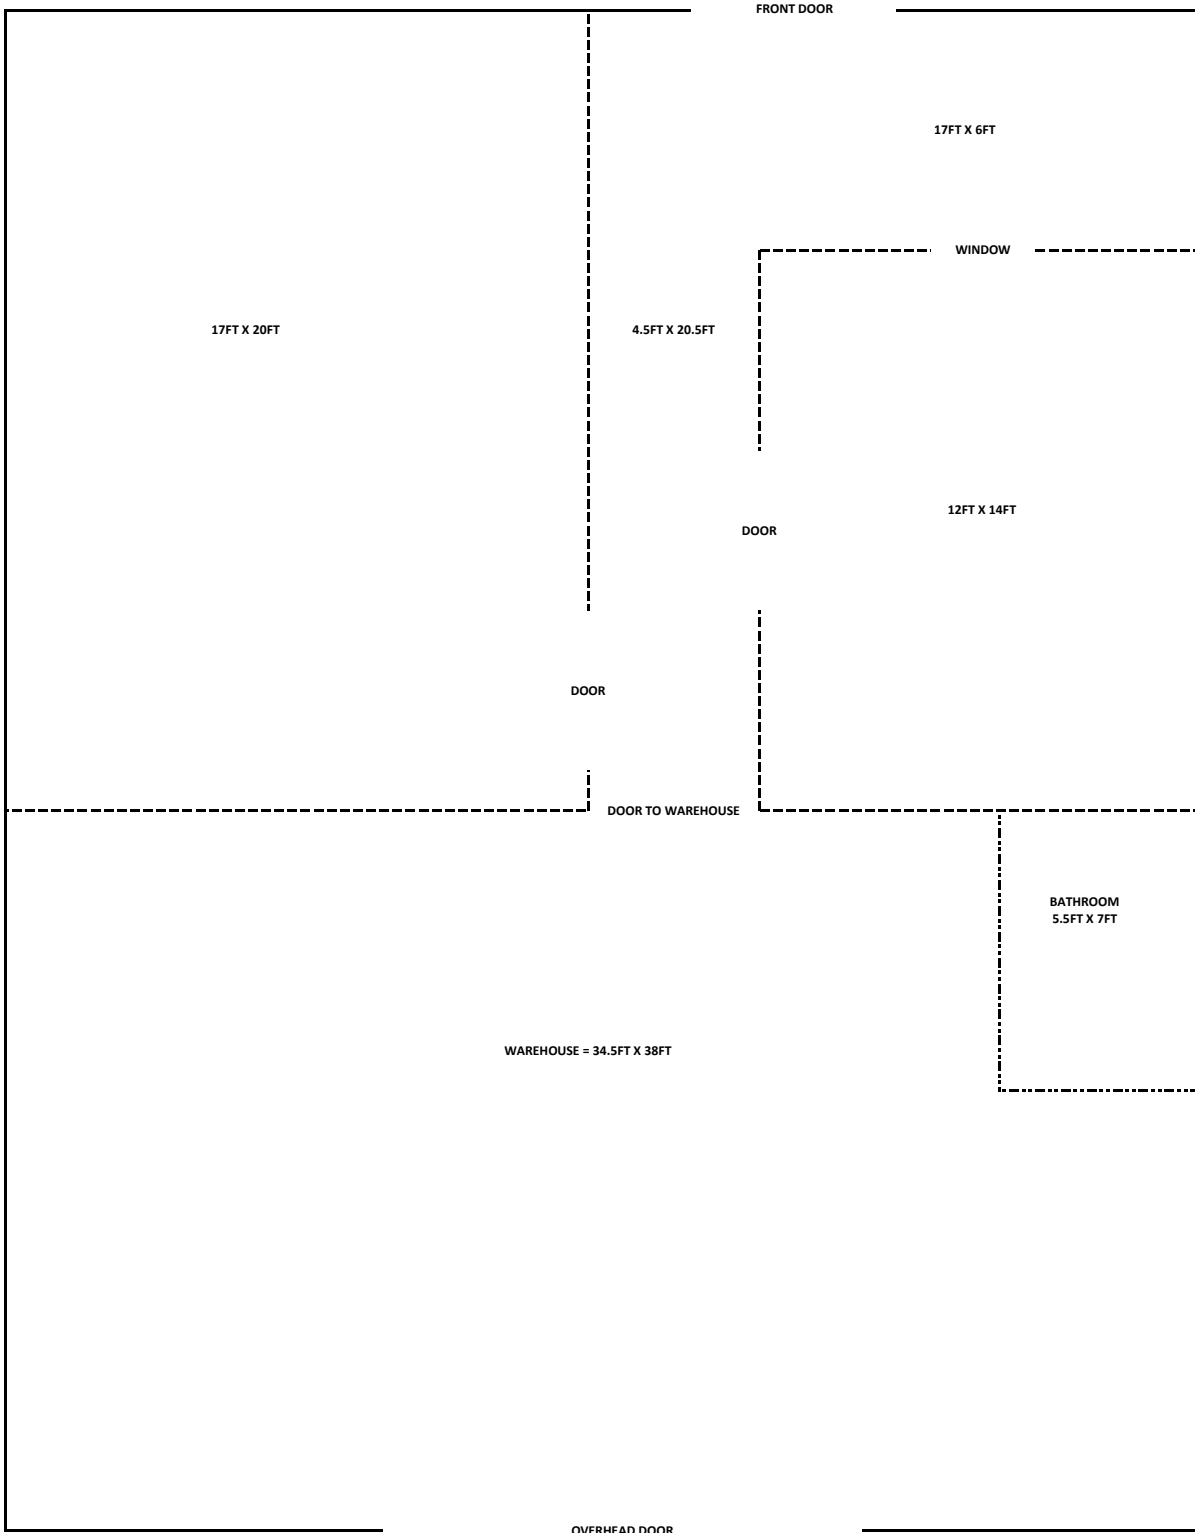 FRONT DOOR
17FT X 6FT
WINDOW
17FT X 20FT
4.5FT X 20.5FT
12FT X 14FT
DOOR
DOOR
DOOR TO WAREHOUSE
BATHROOM
5.5FT X 7FT
WAREHOUSE = 34.5FT X 38FT
OVERHEAD DOOR